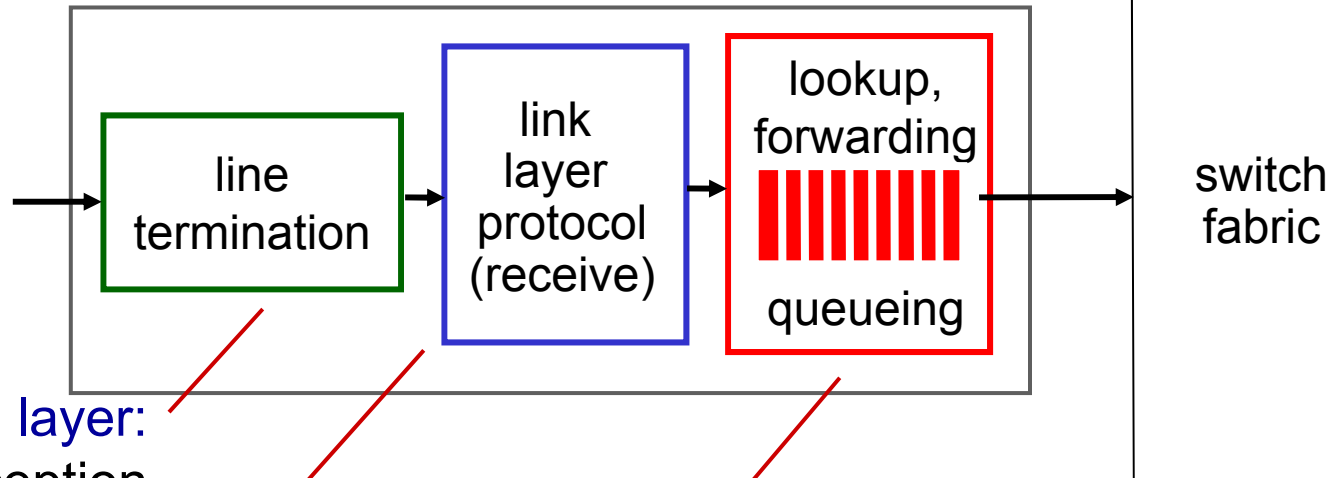 line
termination
link
layer
protocol
(receive)
lookup,
forwarding
queueing
switch
fabric
layer: